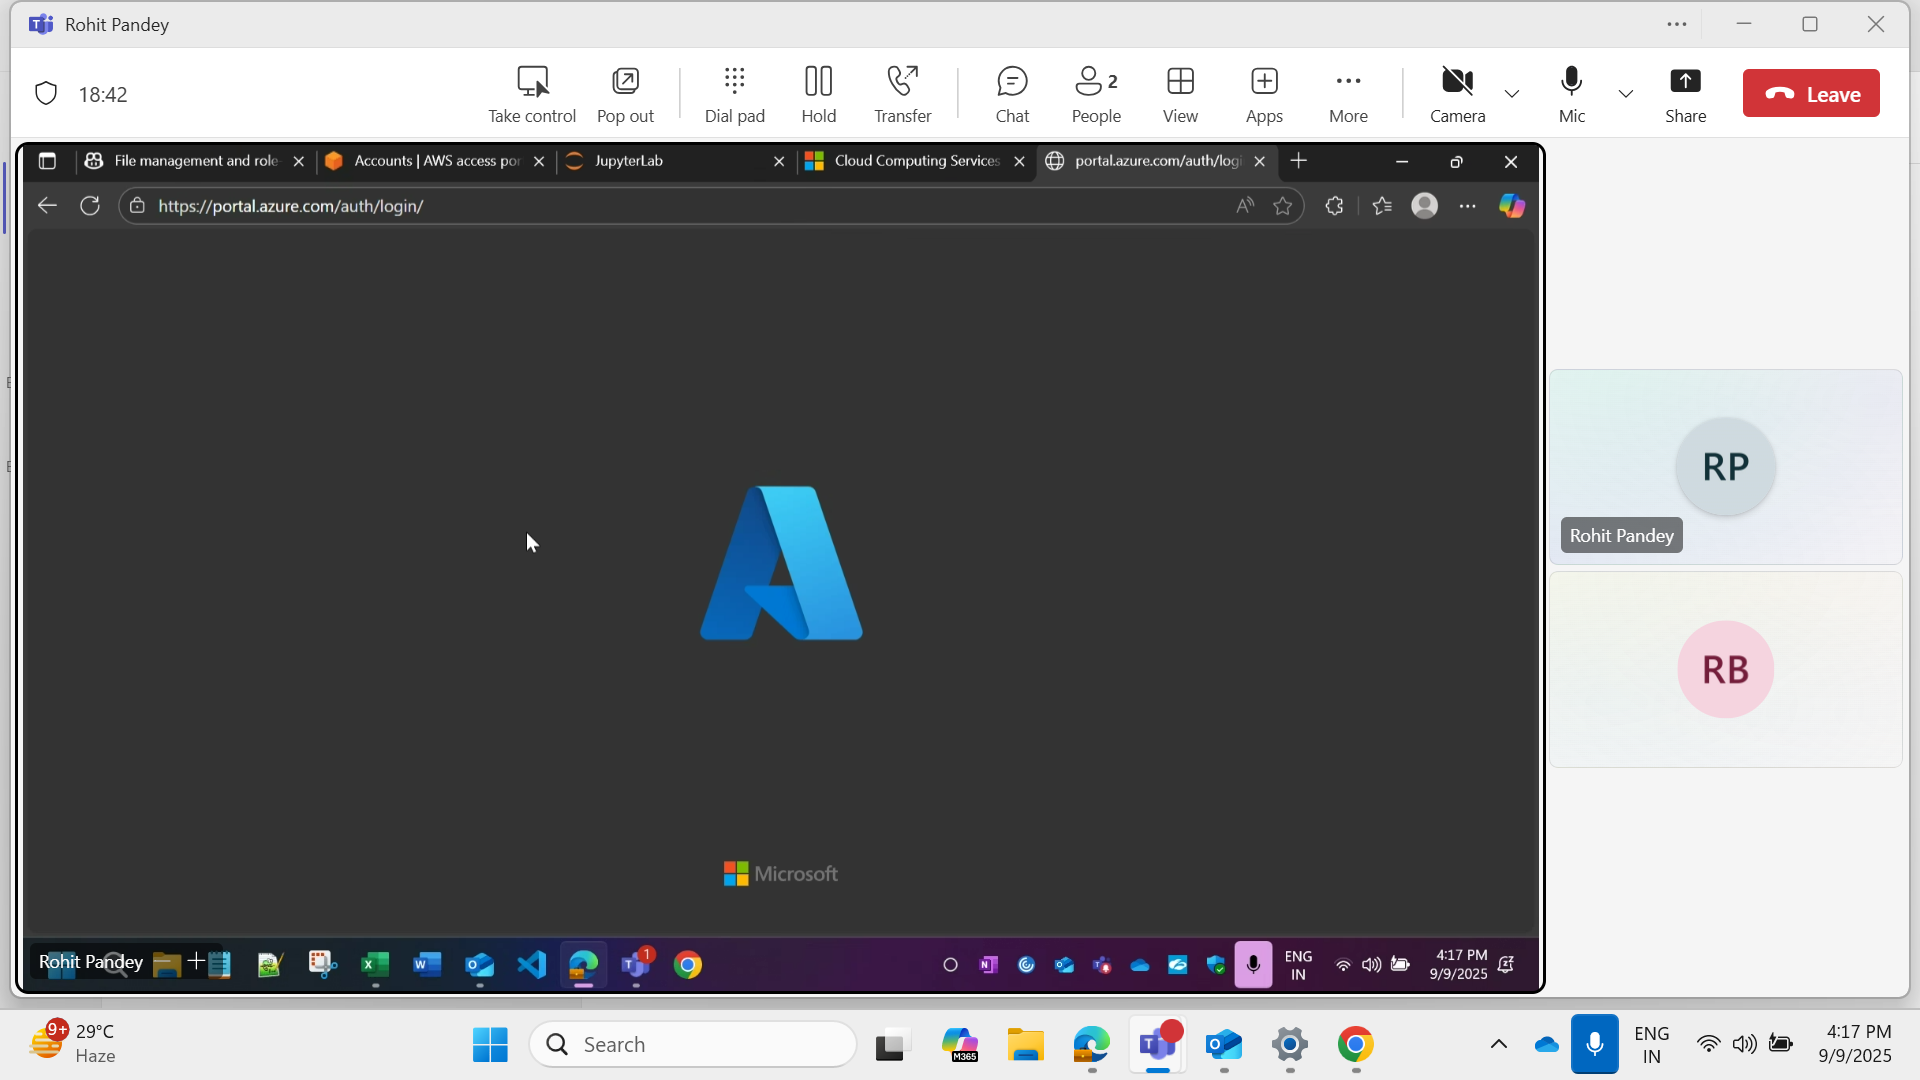 Rohit Pandey
18:42
Take control
Pop out
Dial pad
Hold
Transfer
Chat
2
People
View
Apps
More
Camera
Mic
Share
Leave
File management and role-
Accounts | AWS access por
JupyterLab
Cloud Computing Services
portal.azure.com/auth/logi
https://portal.azure.com/auth/login/
Microsoft
RP
Rohit Pandey
RB
Rohit Pandey
1
ENG
IN
4:17 PM
9/9/2025
9+
29°C
Haze
Search
M365
ENG
IN
4:17 PM
9/9/2025